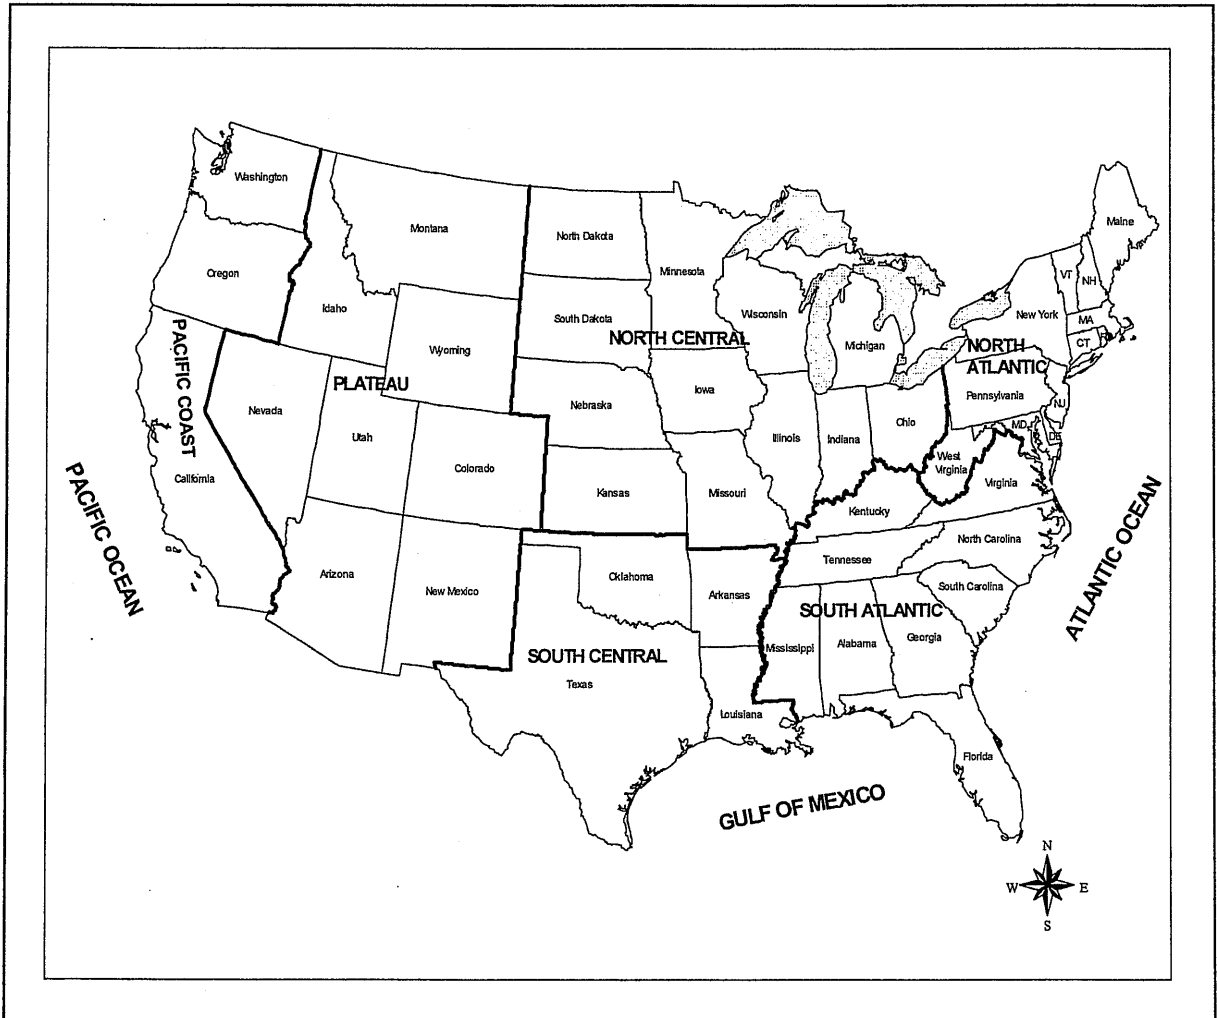 Washington
Montana
North Dakota
Minnesota
Maine
VT
NH
Oregon
Idaho
South Dakota
Wisconsin
Michigan
New York
MA
CT
RI
PACIFIC COAST
Wyoming
NORTH CENTRAL
NORTH
ATLANTIC
PLATEAU
Nebraska
Iowa
Pennsylvania
NJ
Nevada
Utah
Colorado
Illinois
Indiana
Ohio
MD
DE
West
Virginia
Virginia
California
Kansas
Missouri
Kentucky
PACIFIC OCEAN
ATLANTIC OCEAN
Arizona
New Mexico
Oklahoma
Arkansas
Tennessee
North Carolina
South Carolina
SOUTH ATLANTIC
SOUTH CENTRAL
Texas
Mississippi
Alabama
Georgia
Louisiana
Florida
GULF OF MEXICO
N
W
E
S